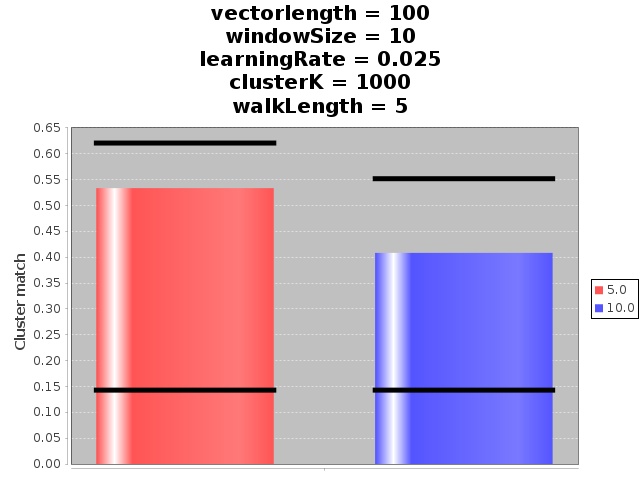 vectorlength = 100
windowSize = 10
learningRate = 0.025
clusterK = 1000
walkLength = 5
0.65
0.60
0.55
0.50
0.45
0.40
0.35
0.30
0.25
0.20
0.15
0.10
0.05
0.00
Cluster match
5.0
10.0